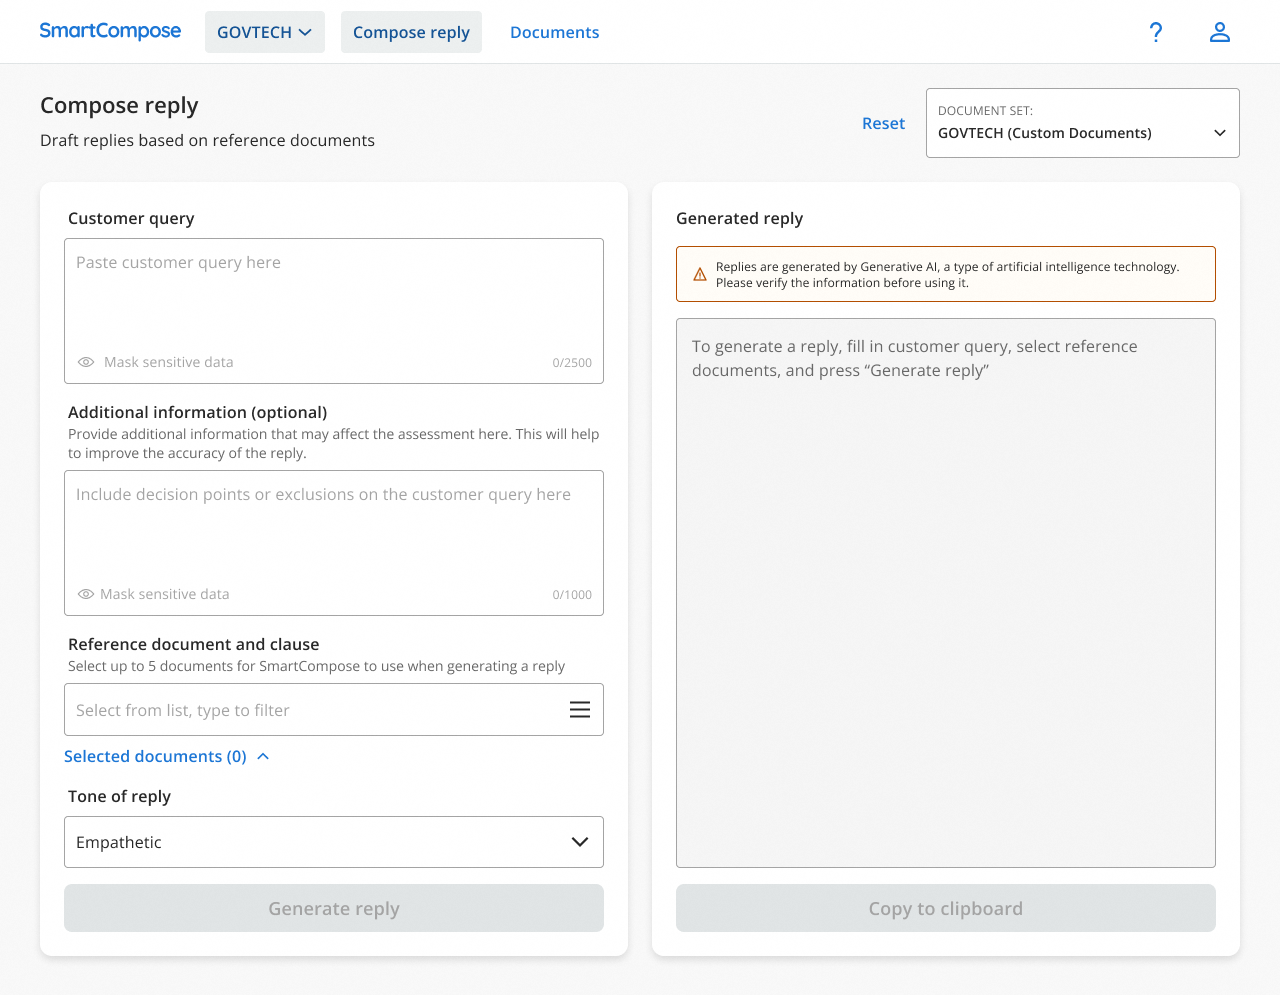 SmartCompose
GOVTECH
Compose reply
Documents
?
Compose reply
Draft replies based on reference documents
Reset
DOCUMENT SET:
GOVTECH (Custom Documents)
Customer query
Paste customer query here
Mask sensitive data
0/2500
Additional information (optional)
Provide additional information that may affect the assessment here. This will help
to improve the accuracy of the reply.
Include decision points or exclusions on the customer query here
Mask sensitive data
0/1000
Reference document and clause
Select up to 5 documents for SmartCompose to use when generating a reply
Select from list, type to filter
Selected documents (0)
Tone of reply
Empathetic
Generate reply
Generated reply
Replies are generated by Generative AI, a type of artificial intelligence technology.
Please verify the information before using it.
To generate a reply, fill in customer query, select reference
documents, and press “Generate reply”
Copy to clipboard